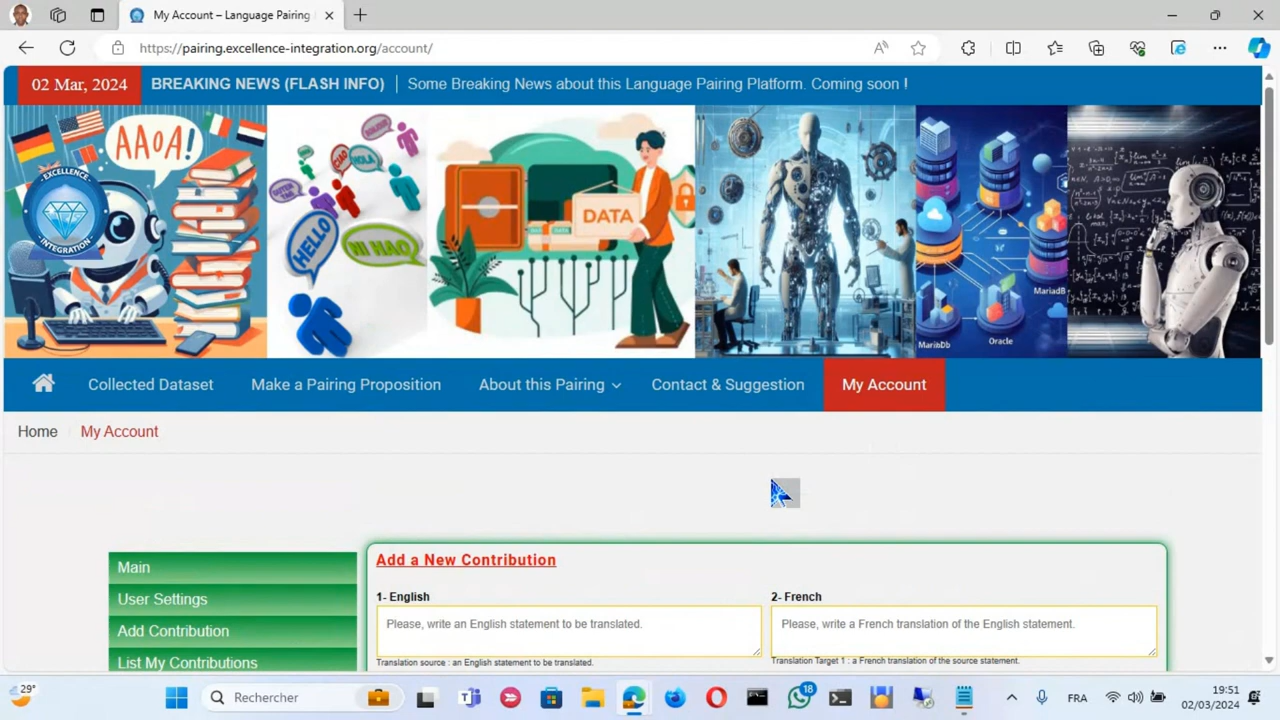 My Account – Language Pairing
https://pairing.excellence-integration.org/account/
02 Mar, 2024
BREAKING NEWS (FLASH INFO)
Some Breaking News about this Language Pairing Platform. Coming soon !
AAOA!
EXCELLENCE
INTEGRATION
CIAO
HOLA
HELLO
NI HAO
DATA
MariaDb
MaribDb
Oracle
Collected Dataset
Make a Pairing Proposition
About this Pairing
Contact & Suggestion
My Account
Home
My Account
Main
User Settings
Add Contribution
List My Contributions
Add a New Contribution
1- English
2- French
Please, write an English statement to be translated.
Please, write a French translation of the English statement.
Translation source : an English statement to be translated.
Translation Target 1 : a French translation of the source statement.
29°
Rechercher
18
FRA
19:51
02/03/2024